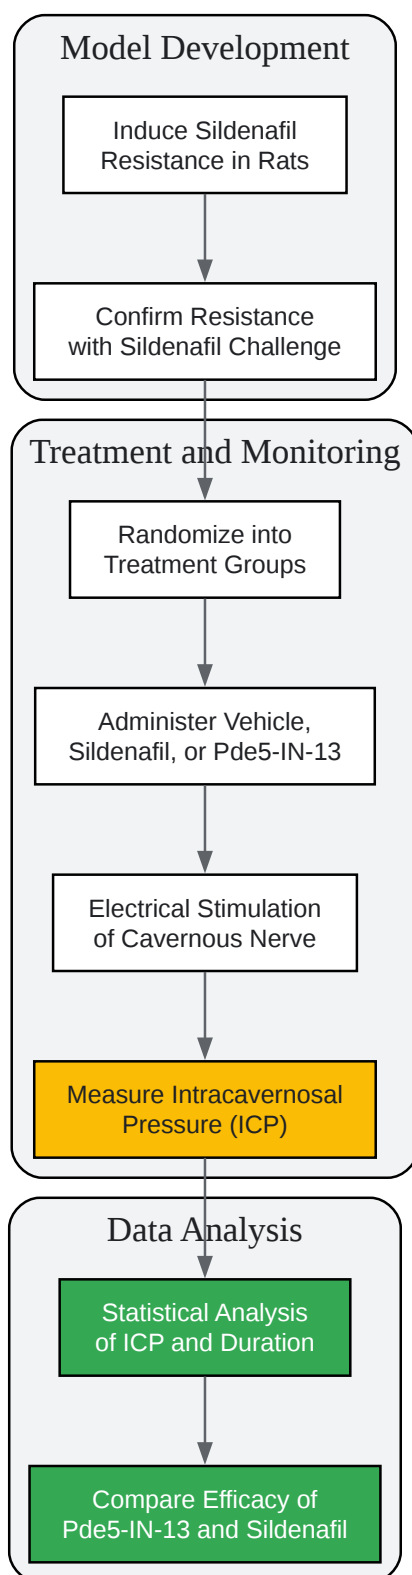 Model Development
Induce Sildenafil
Resistance in Rats
Confirm Resistance
with Sildenafil Challenge
Treatment and Monitoring
Randomize into
Treatment Groups
Administer Vehicle,
Sildenafil, or Pde5-IN-13
Electrical Stimulation
of Cavernous Nerve
Measure Intracavernosal
Pressure (ICP)
Data Analysis
Statistical Analysis
of ICP and Duration
Compare Efficacy of
Pde5-IN-13 and Sildenafil